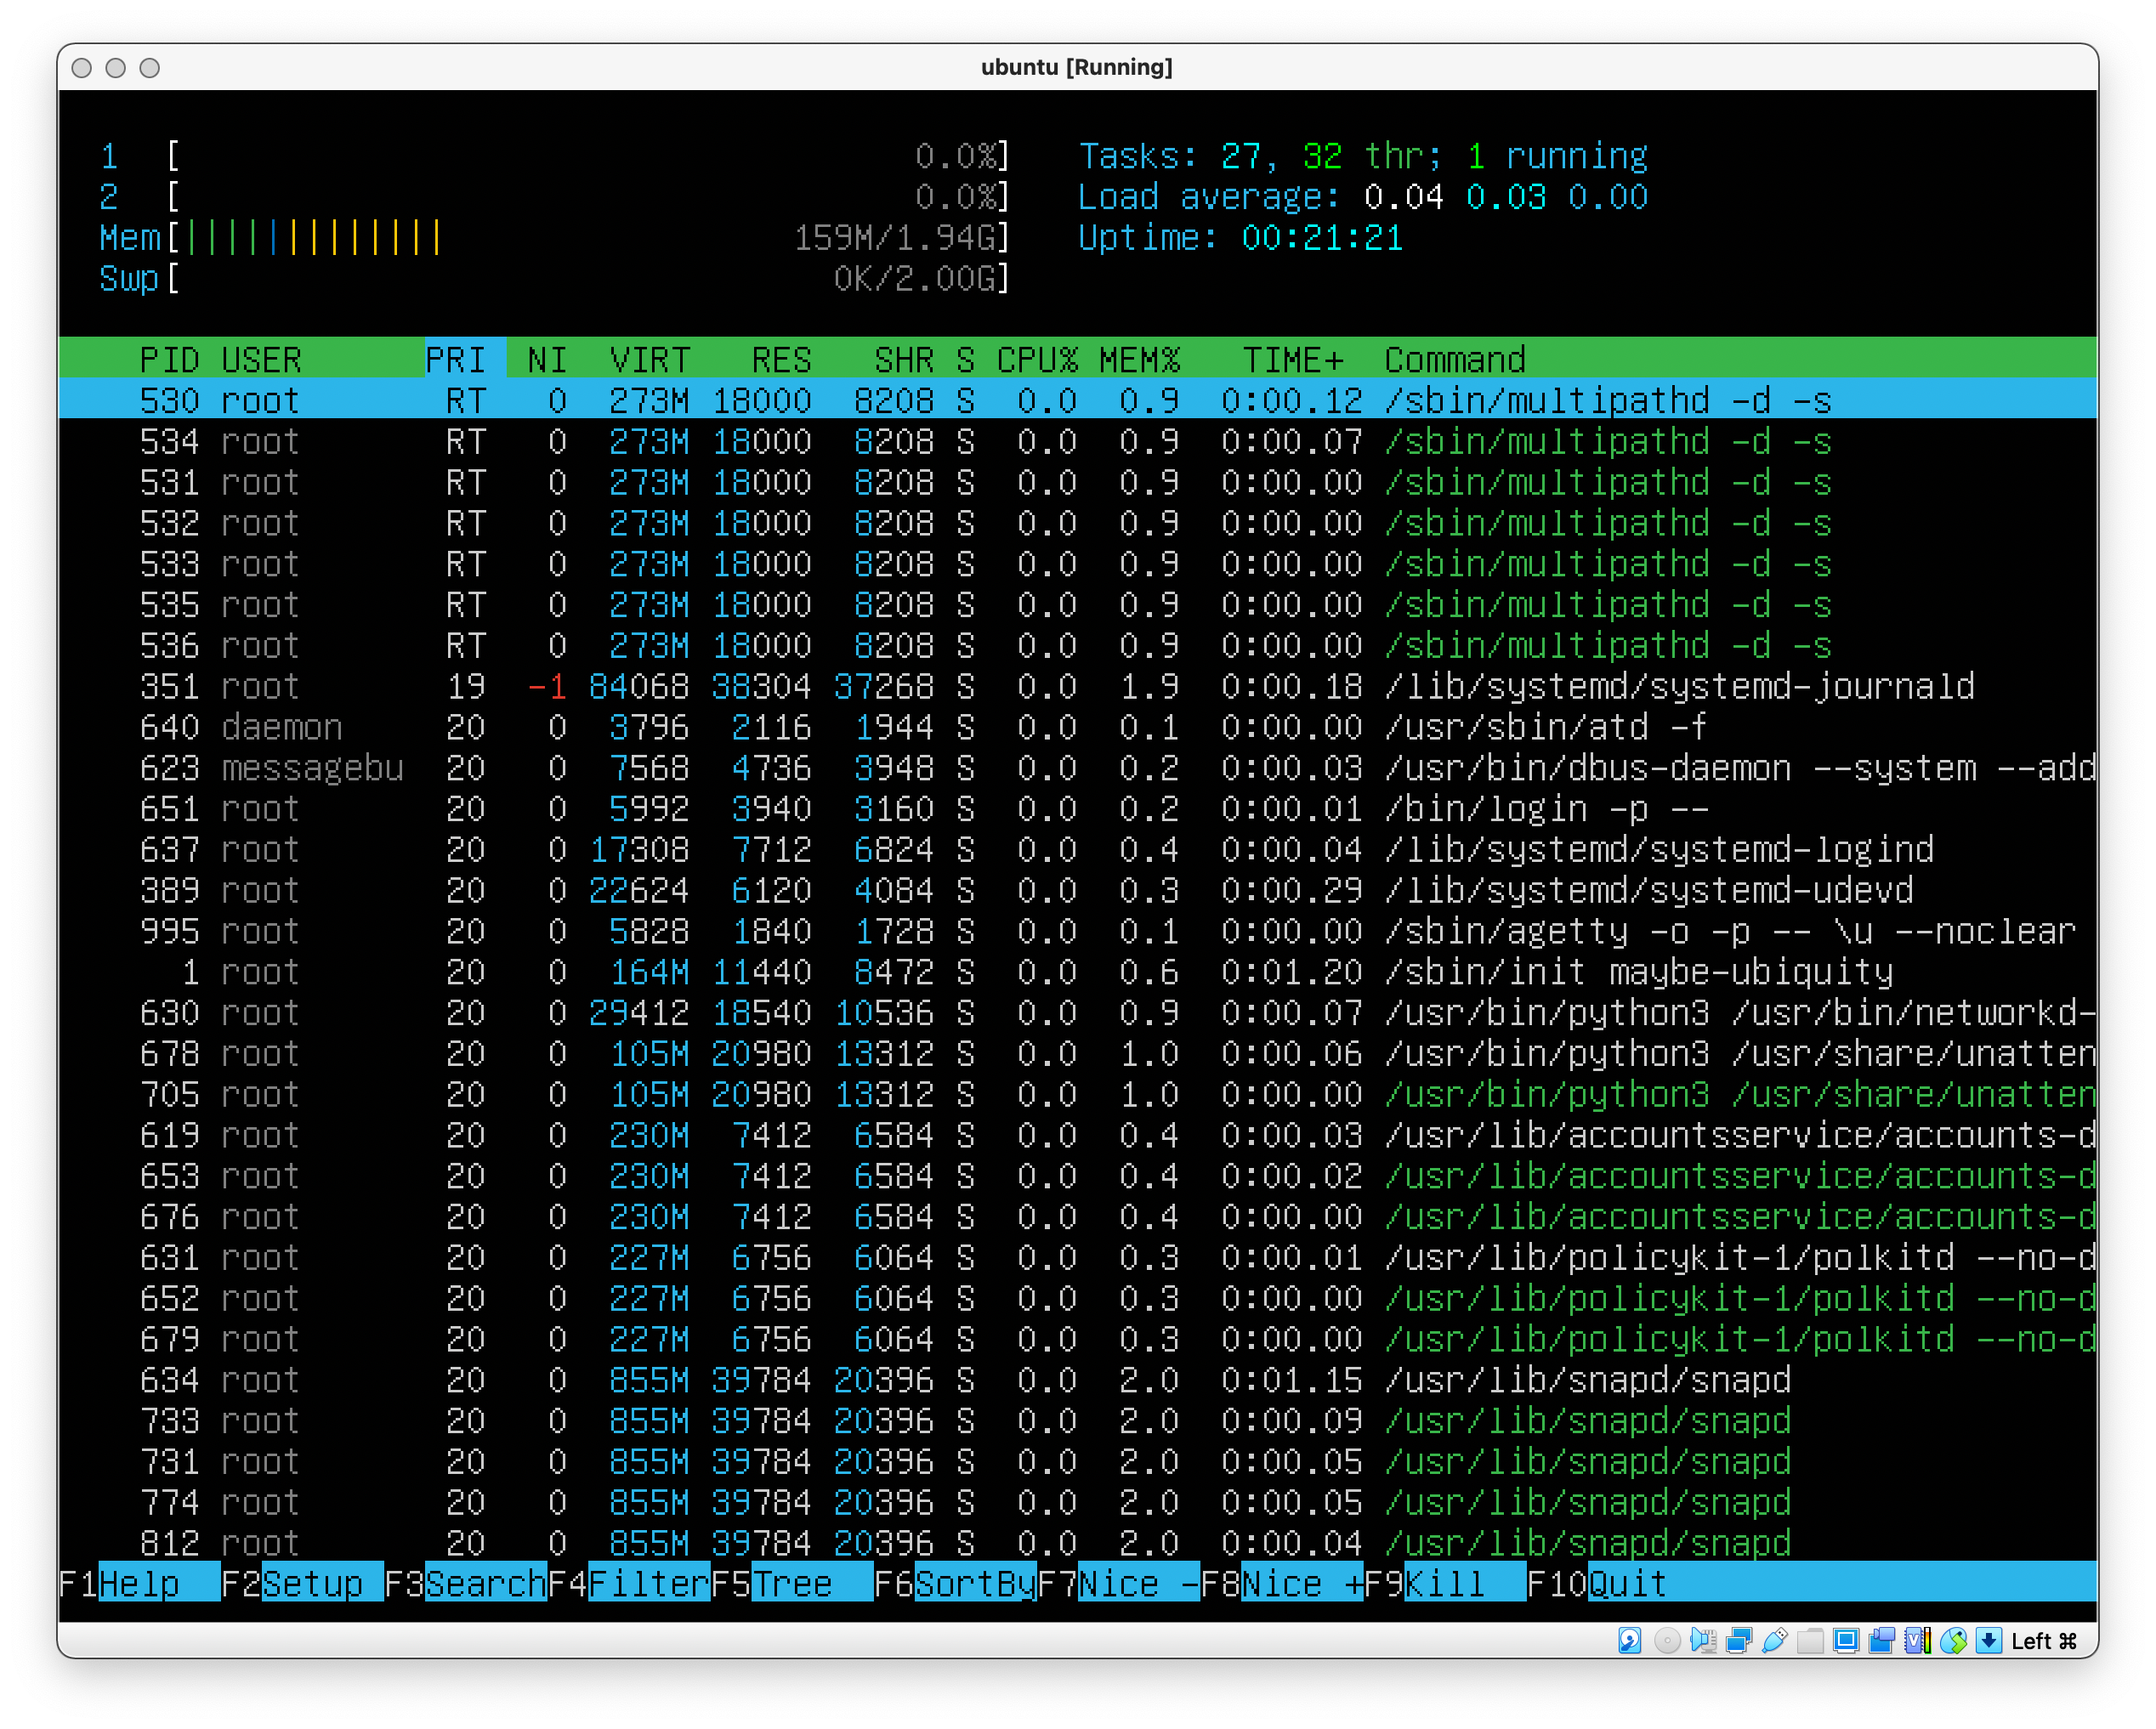 ubuntu [Running]
1 [ 0.0%] Tasks: 27, 32 thr; 1 running
2 [ 0.0%] Load average: 0.04 0.03 0.00
Mem[||||||||||||| 159M/1.94G] Uptime: 00:21:21
Swp[ 0K/2.00G]
PID USER PRI NI VIRT RES SHR S CPU% MEM% TIME+ Command
530 root RT 0 273M 18000 8208 S 0.0 0.9 0:00.12 /sbin/multipathd -d -s
534 root RT 0 273M 18000 8208 S 0.0 0.9 0:00.07 /sbin/multipathd -d -s
531 root RT 0 273M 18000 8208 S 0.0 0.9 0:00.00 /sbin/multipathd -d -s
532 root RT 0 273M 18000 8208 S 0.0 0.9 0:00.00 /sbin/multipathd -d -s
533 root RT 0 273M 18000 8208 S 0.0 0.9 0:00.00 /sbin/multipathd -d -s
535 root RT 0 273M 18000 8208 S 0.0 0.9 0:00.00 /sbin/multipathd -d -s
536 root RT 0 273M 18000 8208 S 0.0 0.9 0:00.00 /sbin/multipathd -d -s
351 root 19 -1 84068 38304 37268 S 0.0 1.9 0:00.18 /lib/systemd/systemd-journald
640 daemon 20 0 3796 2116 1944 S 0.0 0.1 0:00.00 /usr/sbin/atd -f
623 messagebu 20 0 7568 4736 3948 S 0.0 0.2 0:00.03 /usr/bin/dbus-daemon --system --add
651 root 20 0 5992 3940 3160 S 0.0 0.2 0:00.01 /bin/login -p --
637 root 20 0 17308 7712 6824 S 0.0 0.4 0:00.04 /lib/systemd/systemd-logind
389 root 20 0 22624 6120 4084 S 0.0 0.3 0:00.29 /lib/systemd/systemd-udevd
995 root 20 0 5828 1840 1728 S 0.0 0.1 0:00.00 /sbin/agetty -o -p -- \u --noclear
1 root 20 0 164M 11440 8472 S 0.0 0.6 0:01.20 /sbin/init maybe-ubiquity
630 root 20 0 29412 18540 10536 S 0.0 0.9 0:00.07 /usr/bin/python3 /usr/bin/networkd-
678 root 20 0 105M 20980 13312 S 0.0 1.0 0:00.06 /usr/bin/python3 /usr/share/unatten
705 root 20 0 105M 20980 13312 S 0.0 1.0 0:00.00 /usr/bin/python3 /usr/share/unatten
619 root 20 0 230M 7412 6584 S 0.0 0.4 0:00.03 /usr/lib/accountsservice/accounts-d
653 root 20 0 230M 7412 6584 S 0.0 0.4 0:00.02 /usr/lib/accountsservice/accounts-d
676 root 20 0 230M 7412 6584 S 0.0 0.4 0:00.00 /usr/lib/accountsservice/accounts-d
631 root 20 0 227M 6756 6064 S 0.0 0.3 0:00.01 /usr/lib/policykit-1/polkitd --no-d
652 root 20 0 227M 6756 6064 S 0.0 0.3 0:00.00 /usr/lib/policykit-1/polkitd --no-d
679 root 20 0 227M 6756 6064 S 0.0 0.3 0:00.00 /usr/lib/policykit-1/polkitd --no-d
634 root 20 0 855M 39784 20396 S 0.0 2.0 0:01.15 /usr/lib/snapd/snapd
733 root 20 0 855M 39784 20396 S 0.0 2.0 0:00.09 /usr/lib/snapd/snapd
731 root 20 0 855M 39784 20396 S 0.0 2.0 0:00.05 /usr/lib/snapd/snapd
774 root 20 0 855M 39784 20396 S 0.0 2.0 0:00.05 /usr/lib/snapd/snapd
812 root 20 0 855M 39784 20396 S 0.0 2.0 0:00.04 /usr/lib/snapd/snapd
F1Help F2Setup F3SearchF4FilterF5Tree F6SortByF7Nice -F8Nice +F9Kill F10Quit
Left ⌘